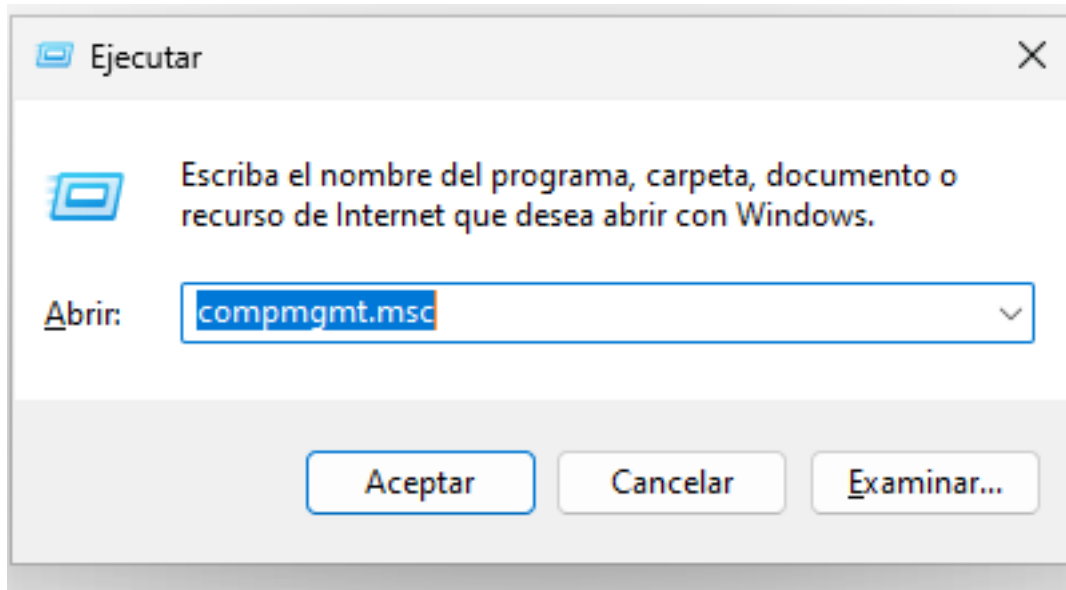 Ejecutar
Escriba el nombre del programa, carpeta, documento o
recurso de Internet que desea abrir con Windows.
Abrir: compmgmt.msc
Aceptar Cancelar Examinar...